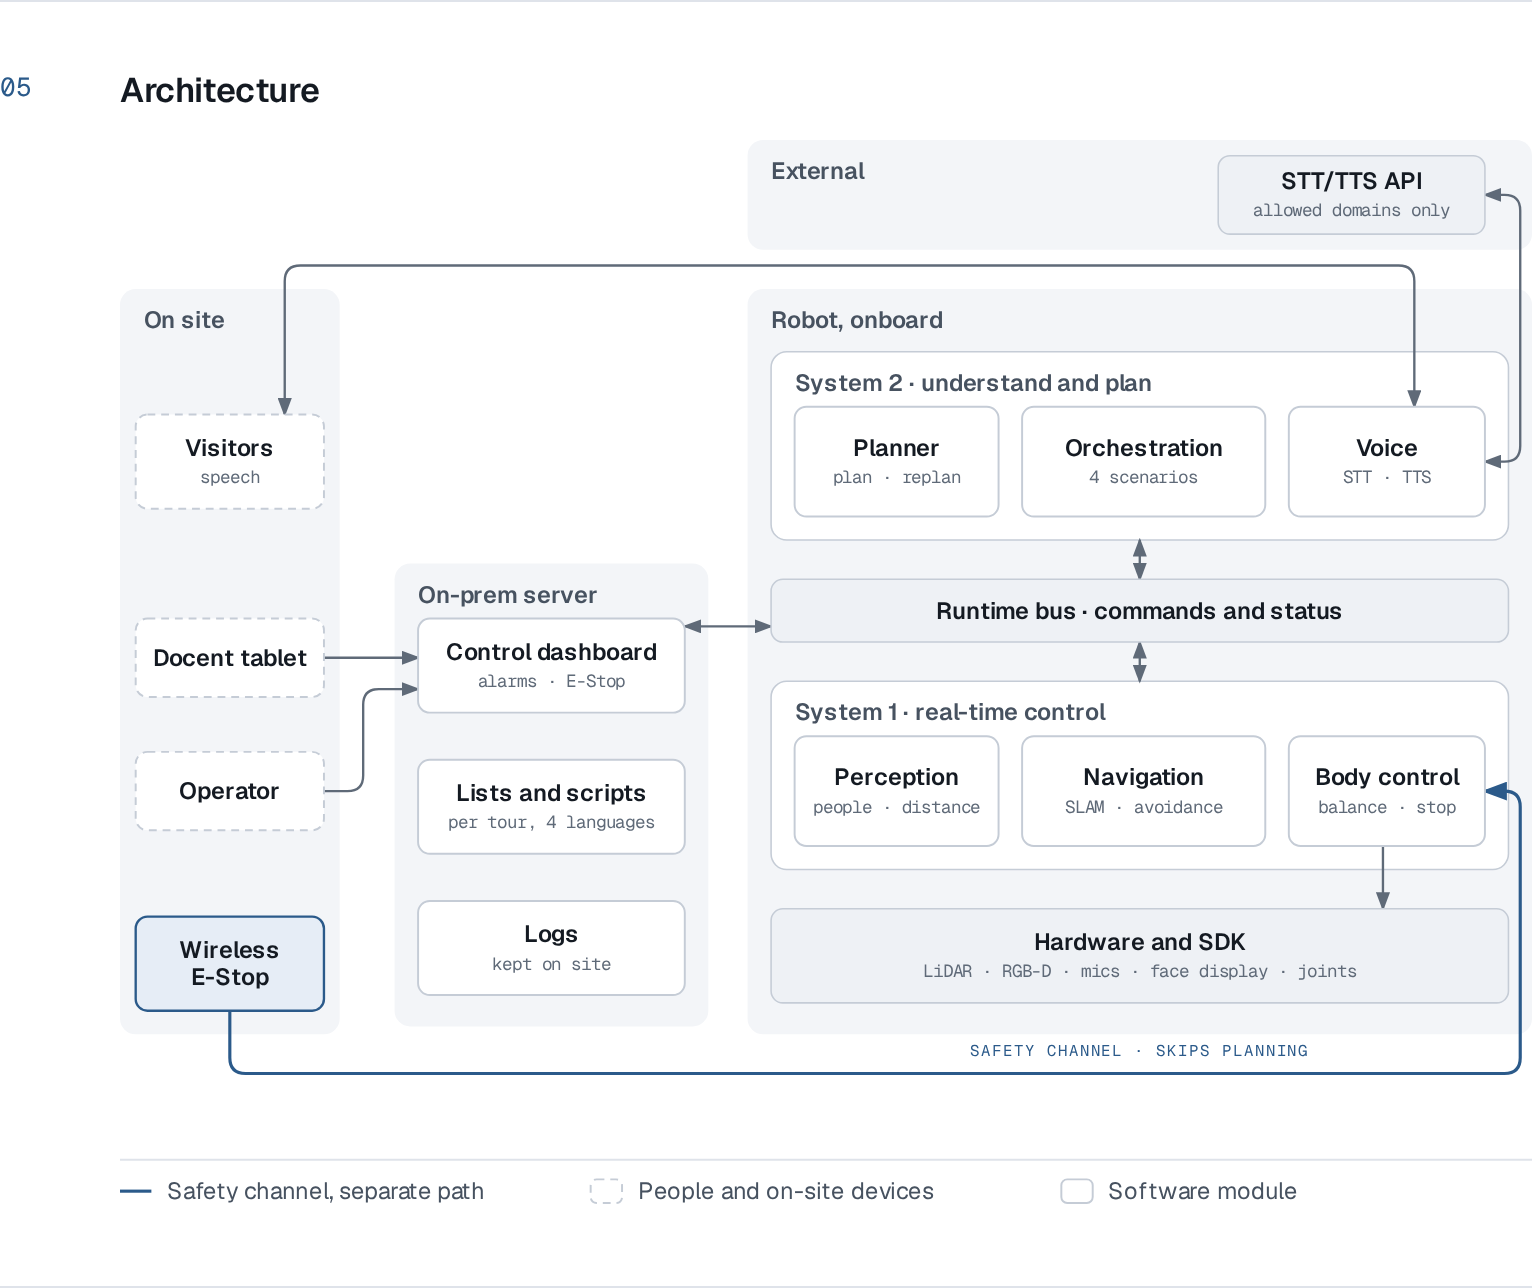 05
Architecture
External
STT/TTS API
allowed domains only
On site
Robot, onboard
System 2 · understand and plan
Visitors
speech
Planner
plan · replan
Orchestration
4 scenarios
Voice
STT · TTS
On-prem server
Runtime bus · commands and status
Docent tablet
Control dashboard
alarms · E-Stop
System 1 · real-time control
Operator
Lists and scripts
per tour, 4 languages
Perception
people · distance
Navigation
SLAM · avoidance
Body control
balance · stop
Wireless
E-Stop
Logs
kept on site
Hardware and SDK
LiDAR · RGB-D · mics · face display · joints
SAFETY CHANNEL · SKIPS PLANNING
Safety channel, separate path
People and on-site devices
Software module